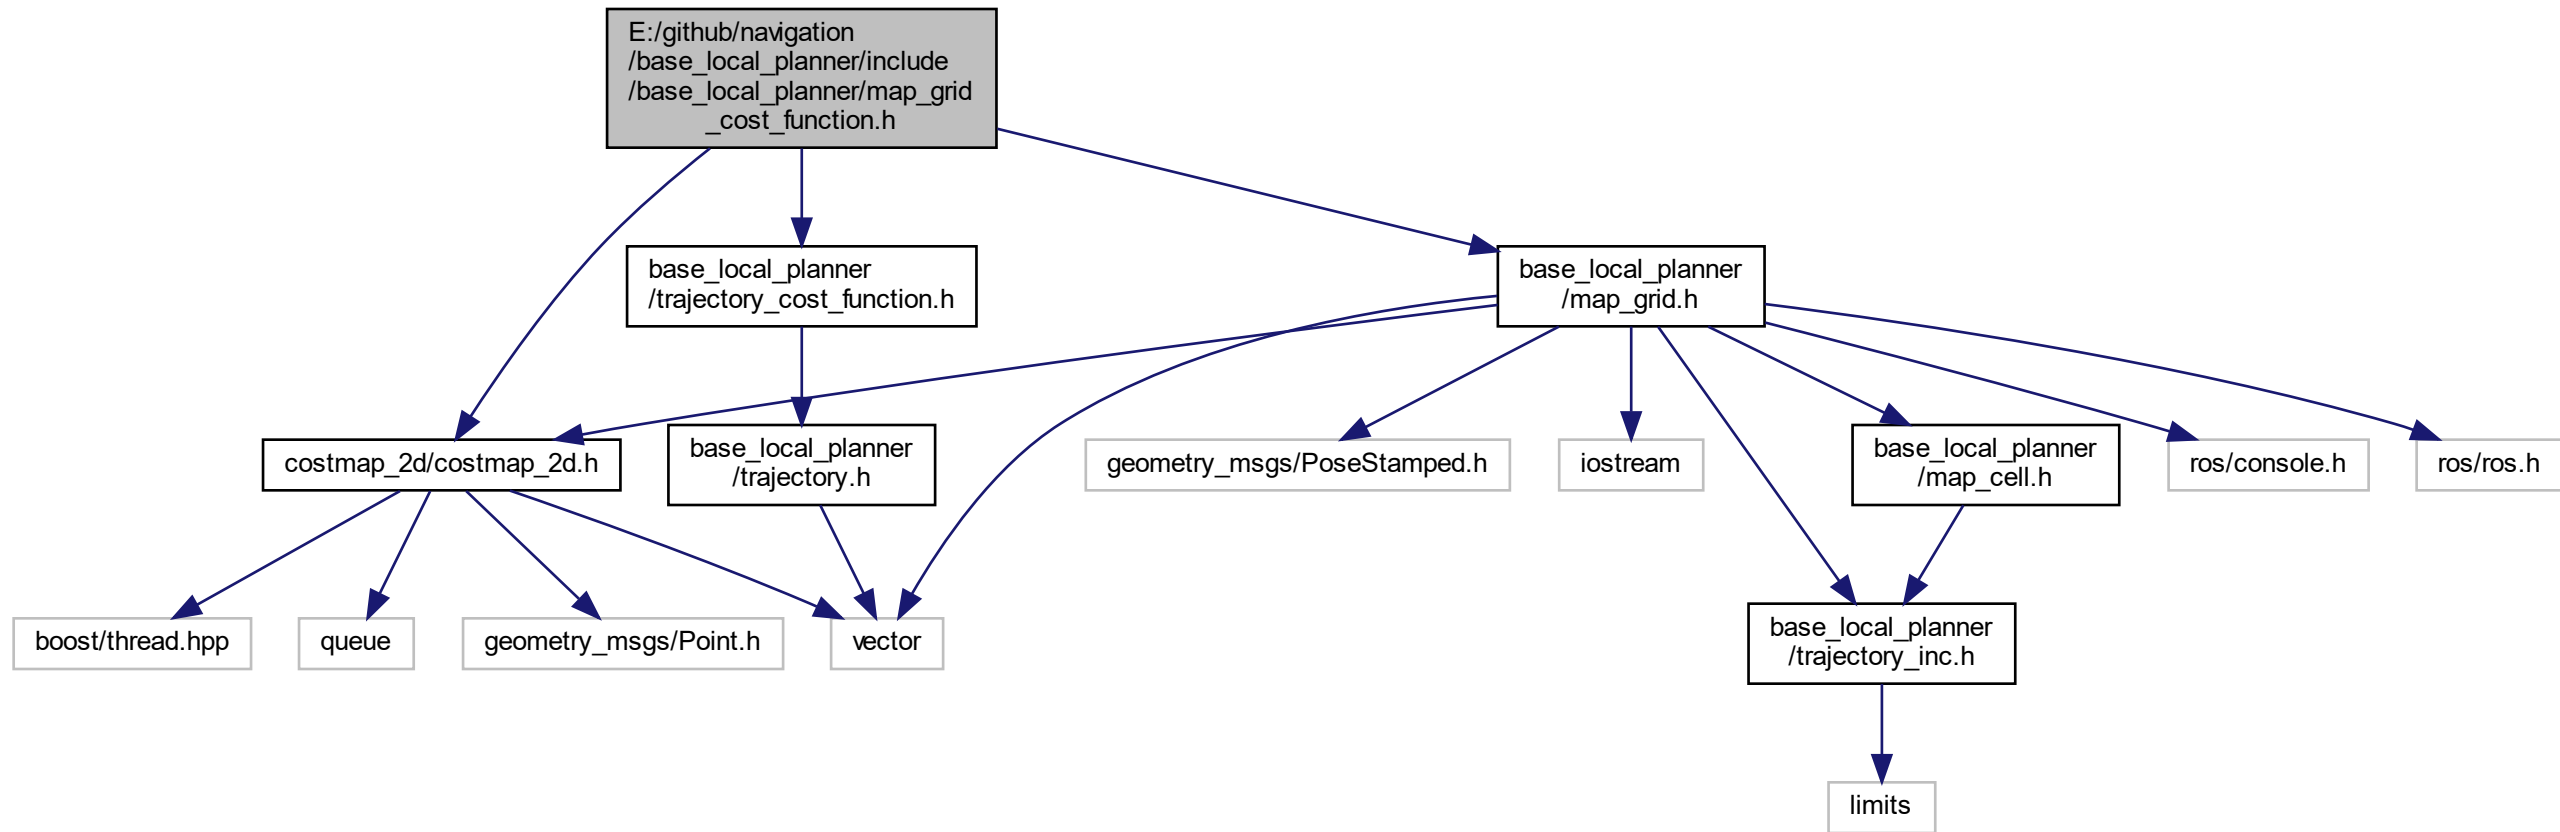 E:/github/navigation
/base_local_planner/include
/base_local_planner/map_grid
_cost_function.h
base_local_planner
/trajectory_cost_function.h
base_local_planner
/map_grid.h
costmap_2d/costmap_2d.h
base_local_planner
/trajectory.h
geometry_msgs/PoseStamped.h
iostream
base_local_planner
/map_cell.h
ros/console.h
ros/ros.h
boost/thread.hpp
queue
geometry_msgs/Point.h
vector
base_local_planner
/trajectory_inc.h
limits